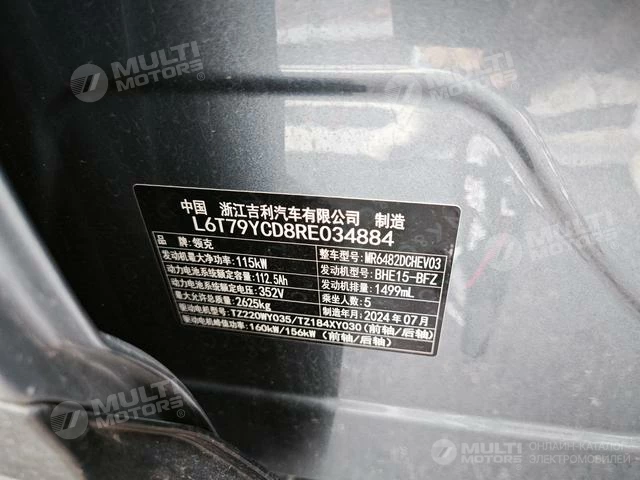 MULTI
MOTORS
MULTI
MOTORS
中国 浙江吉利汽车有限公司 制造
L6T79YCD8RE034884
品牌：领克 整车型号：MR6482DCHEV03
发动机最大净功率：115kW 发动机型号：BHE15-BFZ
动力电池系统额定容量：112.5Ah 发动机排量：1499mL
动力电池系统额定电压：352V 乘坐人数：5
最大允许总质量：2625kg 制造年月：2024年07月
驱动电机型号：TZ220WY035/TZ184XY030（前轴/后轴）
驱动电机峰值功率：160kW/156kW（前轴/后轴）
MULTI
MOTORS
MULTI
MOTORS
ОНЛАЙН-КАТАЛОГ
ЭЛЕКТРОМОБИЛЕЙ